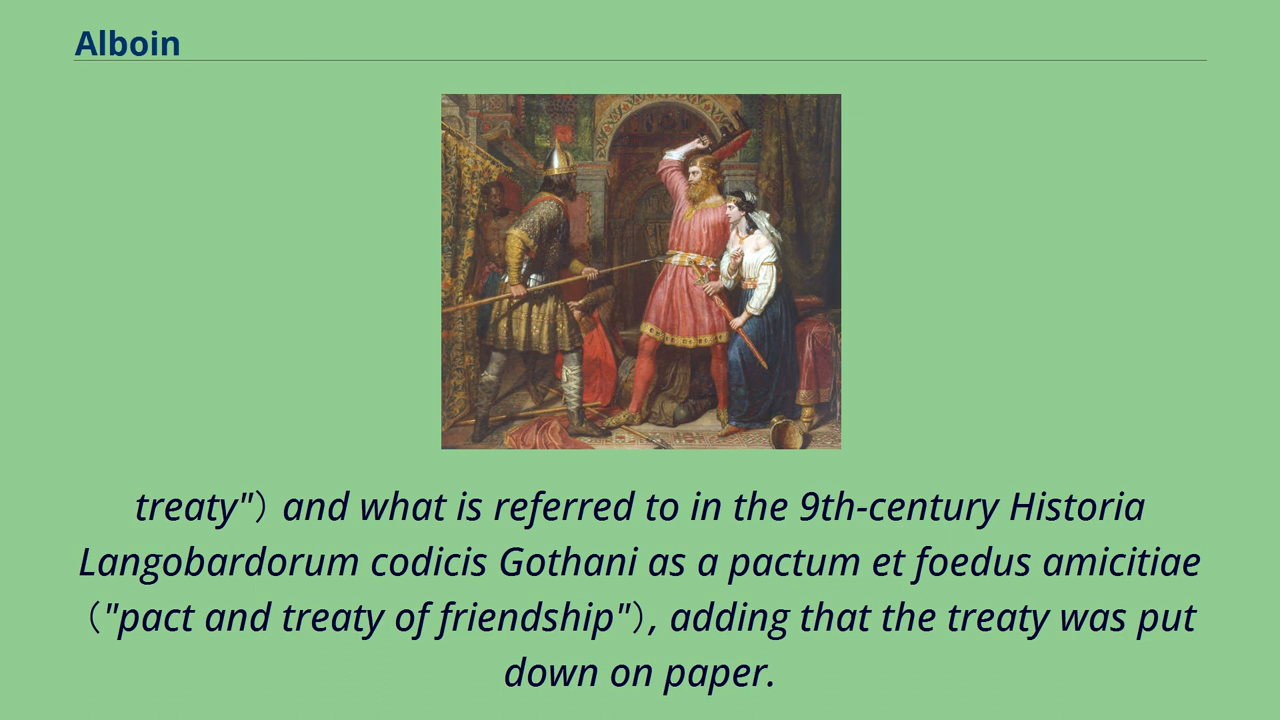 Alboin
treaty"） and what is referred to in the 9th-century Historia
Langobardorum codicis Gothani as a pactum et foedus amicitiae
（"pact and treaty of friendship"）, adding that the treaty was put
down on paper.